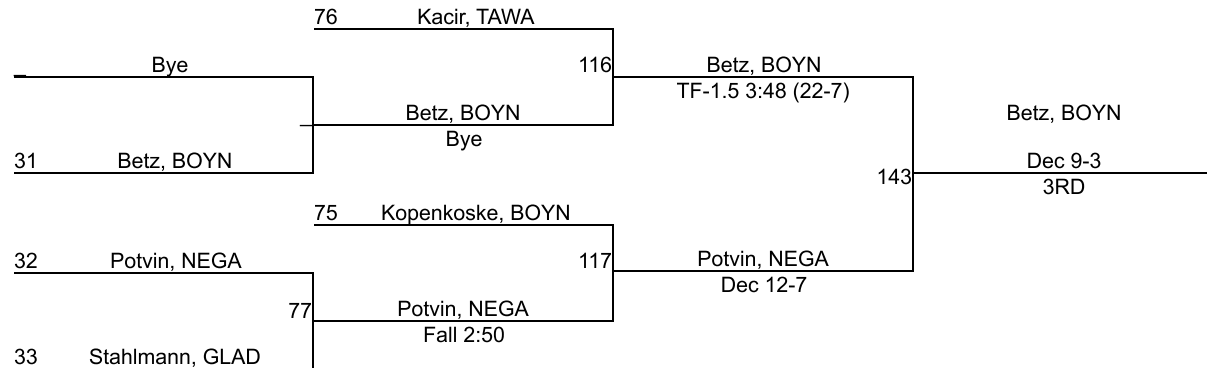 76 Kacir, TAWA
Bye
116 Betz, BOYN
TF-1.5 3:48 (22-7)
Betz, BOYN
Bye
Betz, BOYN
31 Betz, BOYN
Dec 9-3
143
3RD
75 Kopenkoske, BOYN
32 Potvin, NEGA
117 Potvin, NEGA
Dec 12-7
77 Potvin, NEGA
Fall 2:50
33 Stahlmann, GLAD